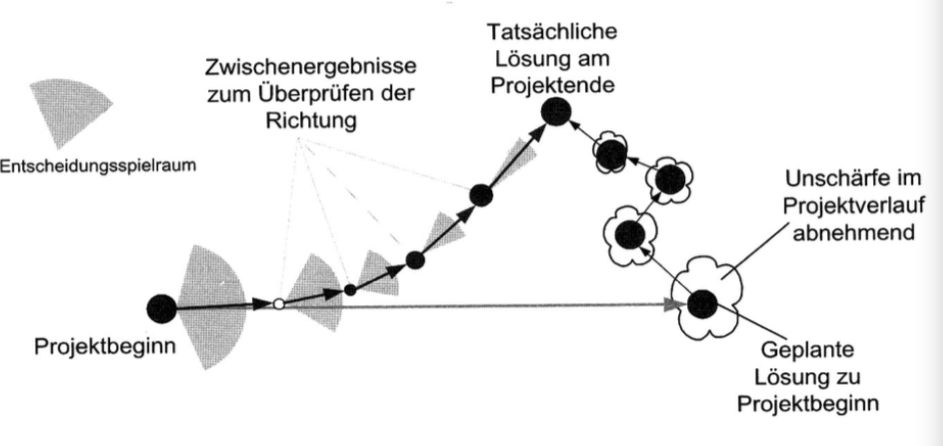 Tatsächliche
Lösung am
Projektende
Zwischenergebnisse
zum Überprüfen der
Richtung
Entscheidungsspielraum
Unschärfe im
Projektverlauf
abnehmend
Projektbeginn
Geplante
Lösung zu
Projektbeginn